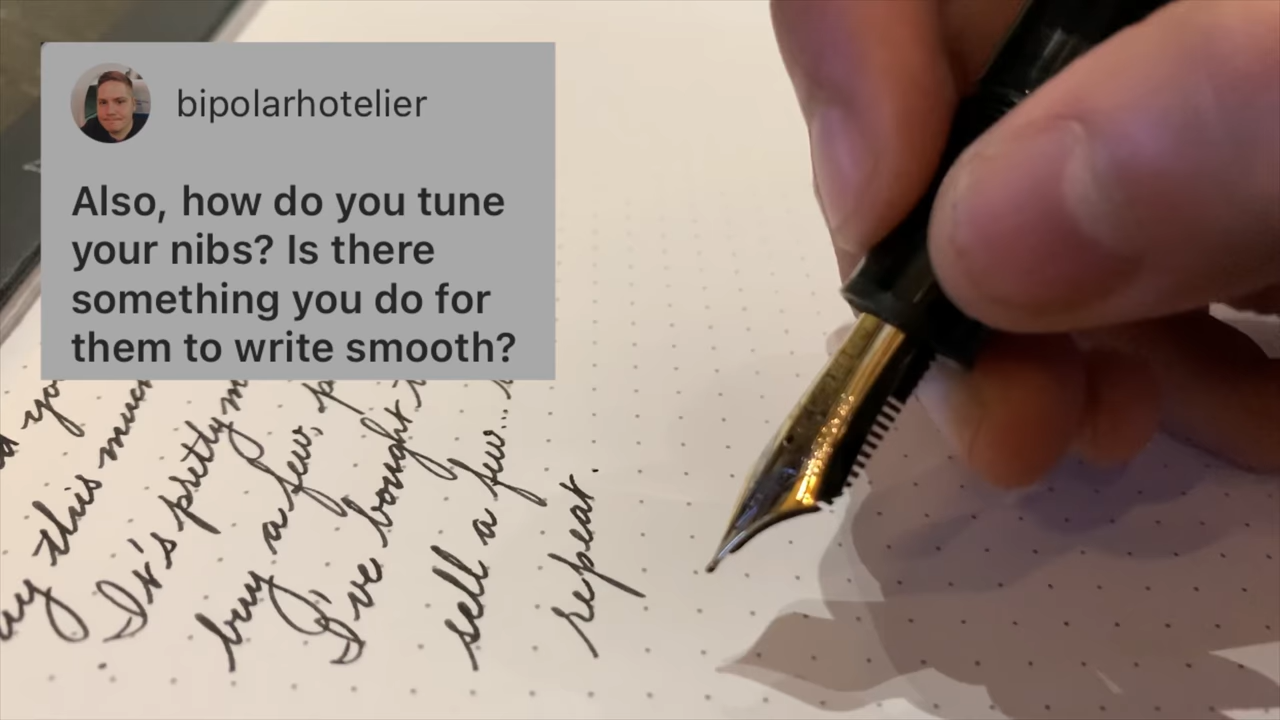 bipolarhotelier
Also, how do you tune
your nibs? Is there
something you do for
them to write smooth?
this much
It's pretty
buy a few,
I've bought
sell a few...
repeat.